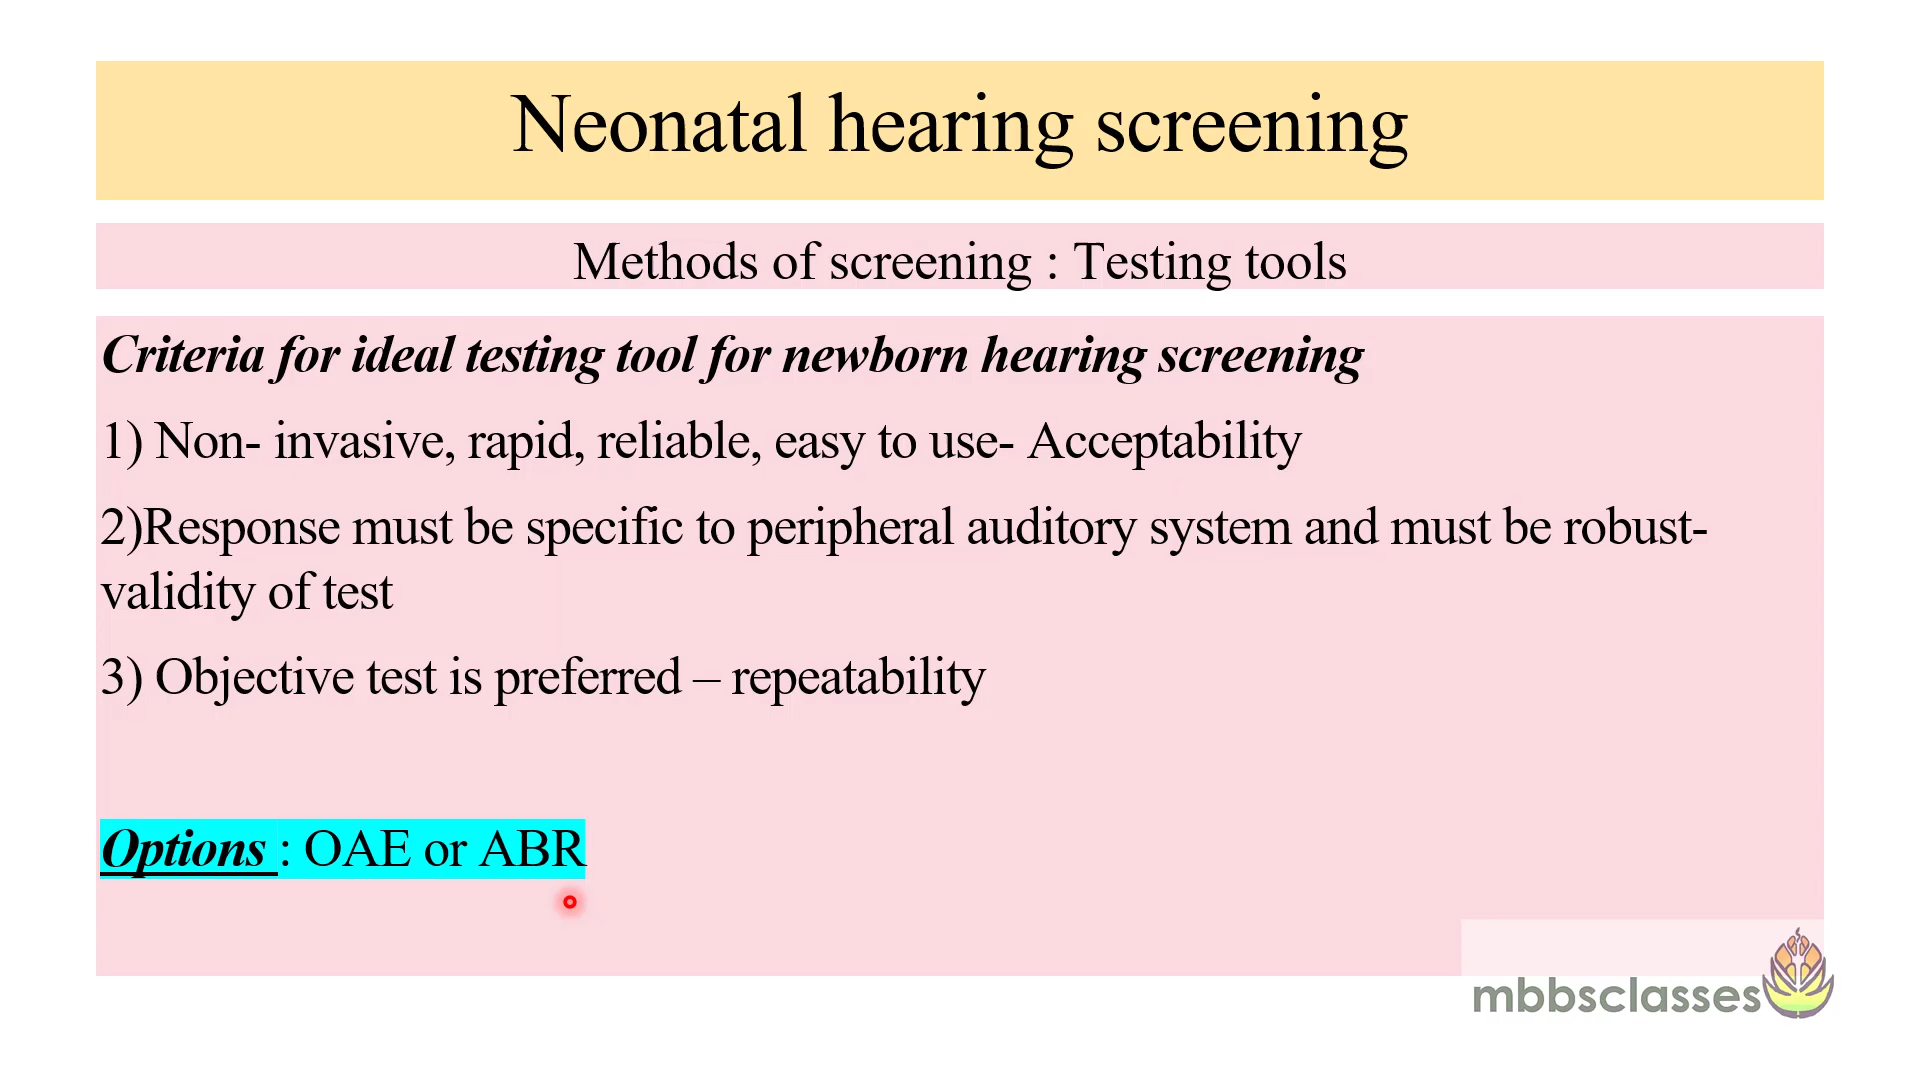 Neonatal hearing screening
Methods of screening : Testing tools
Criteria for ideal testing tool for newborn hearing screening
1) Non- invasive, rapid, reliable, easy to use- Acceptability
2)Response must be specific to peripheral auditory system and must be robust-
validity of test
3) Objective test is preferred – repeatability
Options : OAE or ABR
mbbsclasses